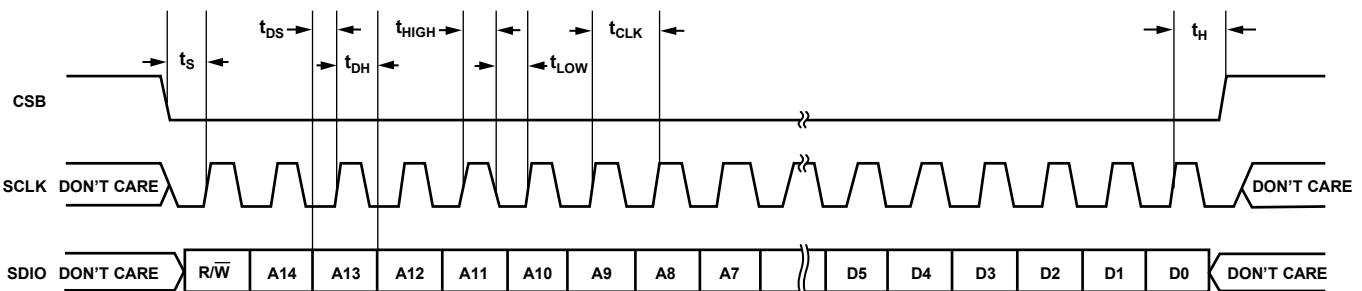 tDS tHIGH tCLK tH
tS tDH tLOW
CSB
SCLK DON'T CARE DON'T CARE
SDIO DON'T CARE R/W̅ A14 A13 A12 A11 A10 A9 A8 A7 D5 D4 D3 D2 D1 D0 DON'T CARE